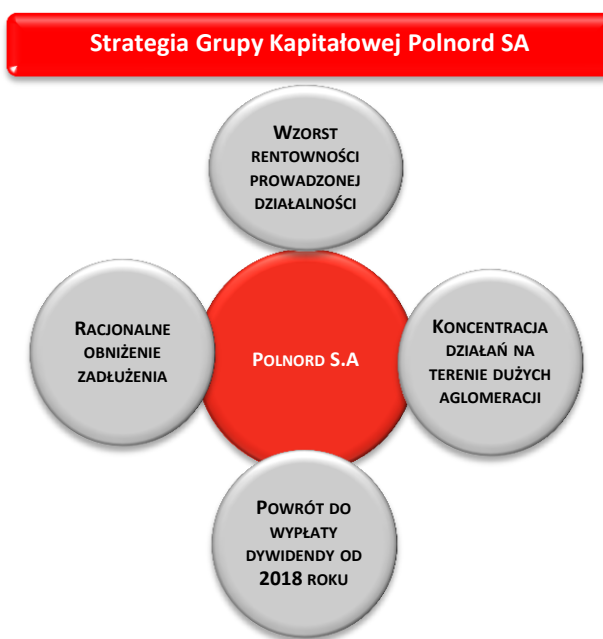 Strategia Grupy Kapitałowej Polnord SA
WZORST
RENTOWNOŚCI
PROWADZONEJ
DZIAŁALNOŚCI
RACJONALNE
OBNIŻENIE
ZADŁUŻENIA
POLNORD S.A
KONCENTRACJA
DZIAŁAŃ NA
TERENIE DUŻYCH
AGLOMERACJI
POWRÓT DO
WYPŁATY
DYWIDENDY OD
2018 ROKU